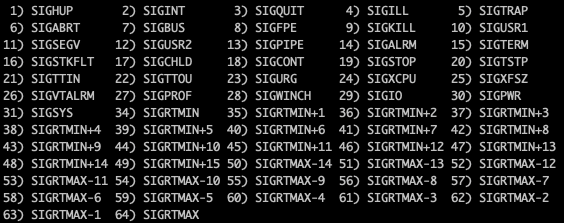 1) SIGHUP 2) SIGINT 3) SIGQUIT 4) SIGILL 5) SIGTRAP
6) SIGABRT 7) SIGBUS 8) SIGFPE 9) SIGKILL 10) SIGUSR1
11) SIGSEGV 12) SIGUSR2 13) SIGPIPE 14) SIGALRM 15) SIGTERM
16) SIGSTKFLT 17) SIGCHLD 18) SIGCONT 19) SIGSTOP 20) SIGTSTP
21) SIGTTIN 22) SIGTTOU 23) SIGURG 24) SIGXCPU 25) SIGXFSZ
26) SIGVTALRM 27) SIGPROF 28) SIGWINCH 29) SIGIO 30) SIGPWR
31) SIGSYS 34) SIGRTMIN 35) SIGRTMIN+1 36) SIGRTMIN+2 37) SIGRTMIN+3
38) SIGRTMIN+4 39) SIGRTMIN+5 40) SIGRTMIN+6 41) SIGRTMIN+7 42) SIGRTMIN+8
43) SIGRTMIN+9 44) SIGRTMIN+10 45) SIGRTMIN+11 46) SIGRTMIN+12 47) SIGRTMIN+13
48) SIGRTMIN+14 49) SIGRTMIN+15 50) SIGRTMAX-14 51) SIGRTMAX-13 52) SIGRTMAX-12
53) SIGRTMAX-11 54) SIGRTMAX-10 55) SIGRTMAX-9 56) SIGRTMAX-8 57) SIGRTMAX-7
58) SIGRTMAX-6 59) SIGRTMAX-5 60) SIGRTMAX-4 61) SIGRTMAX-3 62) SIGRTMAX-2
63) SIGRTMAX-1 64) SIGRTMAX